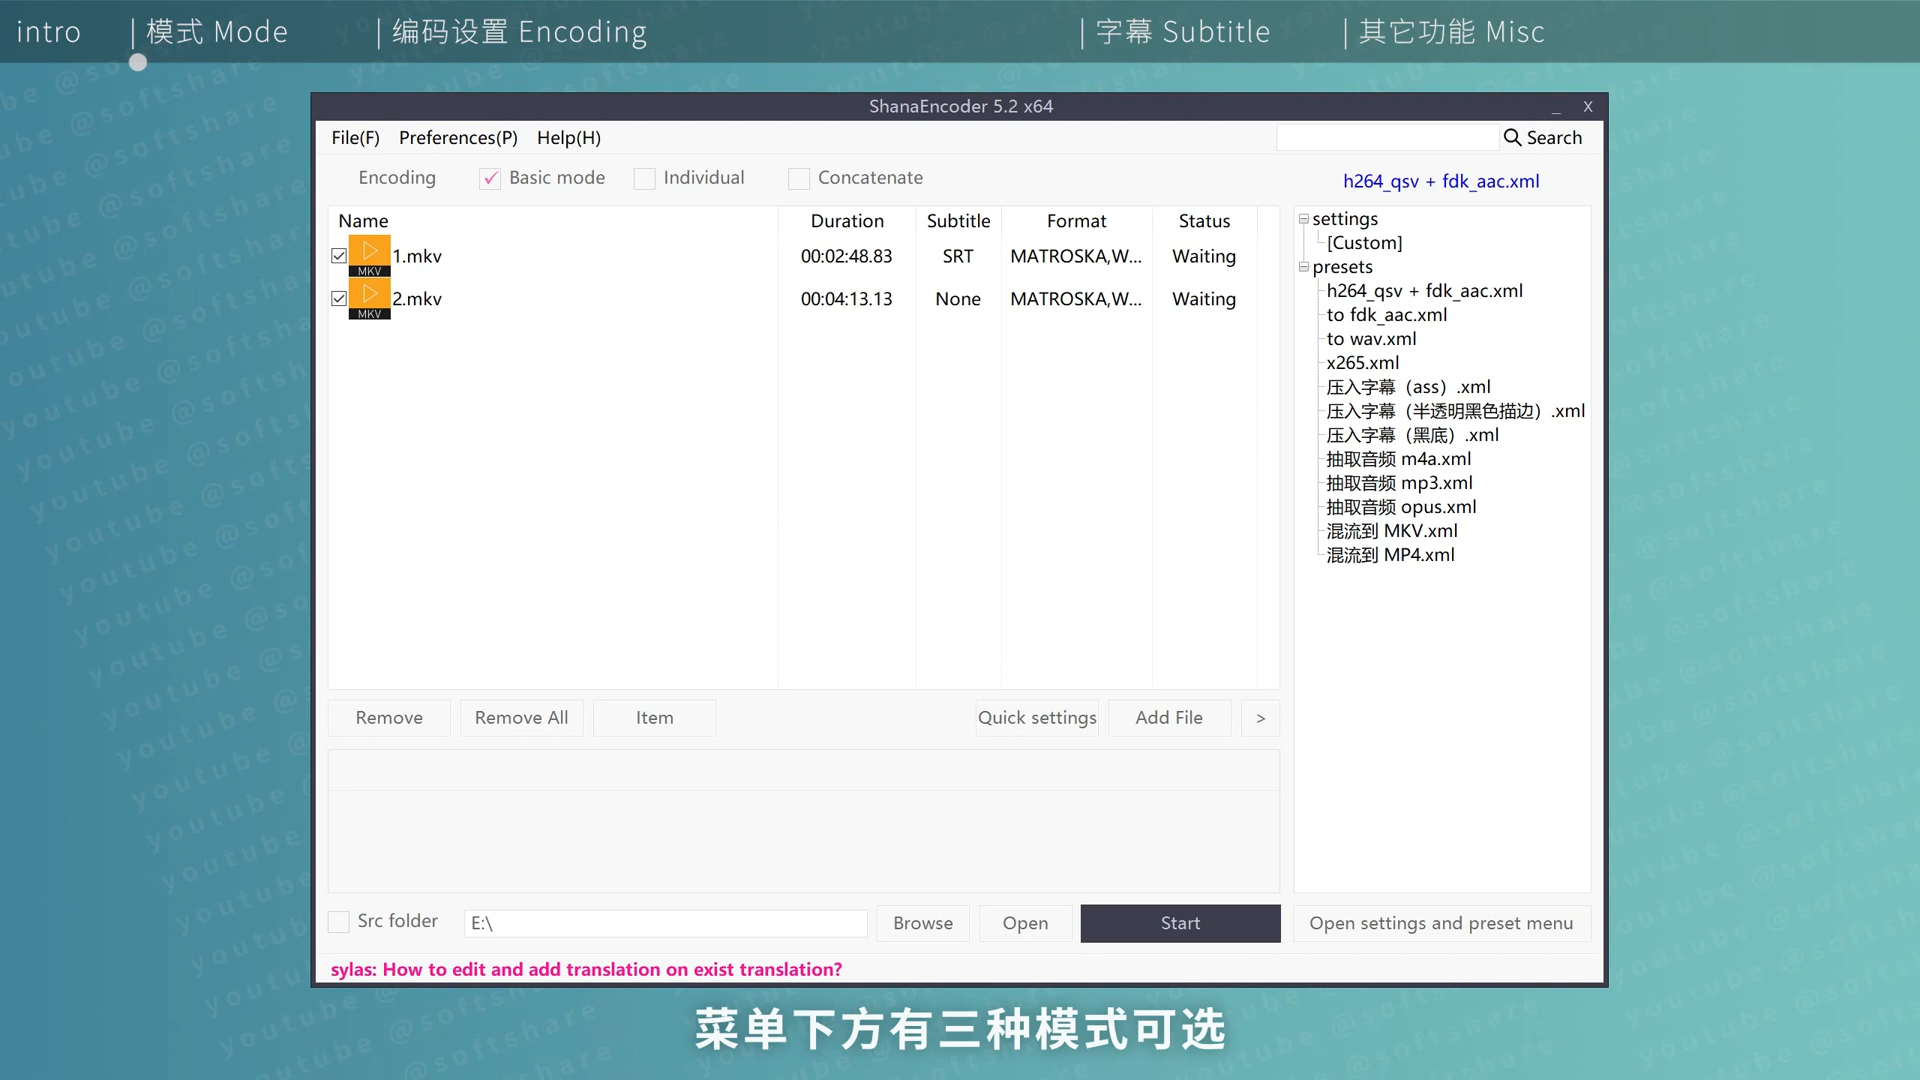 intro | 模式 Mode | 编码设置 Encoding | 字幕 Subtitle | 其它功能 Misc
ShanaEncoder 5.2 x64 _ X
File(F) Preferences(P) Help(H) Search
Encoding Basic mode Individual Concatenate
h264_qsv + fdk_aac.xml
Name Duration Subtitle Format Status
MKV 1.mkv 00:02:48.83 SRT MATROSKA,W... Waiting
MKV 2.mkv 00:04:13.13 None MATROSKA,W... Waiting
settings
[Custom]
presets
h264_qsv + fdk_aac.xml
to fdk_aac.xml
to wav.xml
x265.xml
压入字幕（ass）.xml
压入字幕（半透明黑色描边）.xml
压入字幕（黑底）.xml
抽取音频 m4a.xml
抽取音频 mp3.xml
抽取音频 opus.xml
混流到 MKV.xml
混流到 MP4.xml
Remove Remove All Item Quick settings Add File >
Src folder E:\ Browse Open Start Open settings and preset menu
sylas: How to edit and add translation on exist translation?
菜单下方有三种模式可选
youtube @softshare